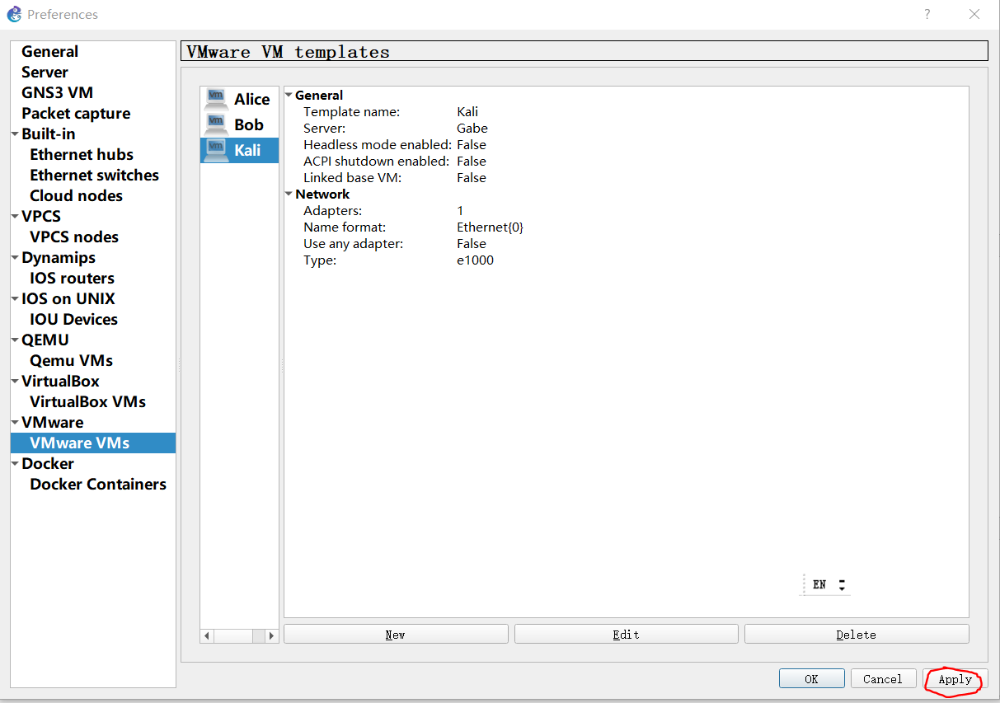 Preferences
?
General
Server
GNS3 VM
Packet capture
Built-in
Ethernet hubs
Ethernet switches
Cloud nodes
VPCS
VPCS nodes
Dynamips
IOS routers
IOS on UNIX
IOU Devices
QEMU
Qemu VMs
VirtualBox
VirtualBox VMs
VMware
VMware VMs
Docker
Docker Containers
VMware VM templates
vm Alice
vm Bob
vm Kali
General
Template name: Kali
Server: Gabe
Headless mode enabled: False
ACPI shutdown enabled: False
Linked base VM: False
Network
Adapters: 1
Name format: Ethernet{0}
Use any adapter: False
Type: e1000
EN
New Edit Delete
OK Cancel Apply